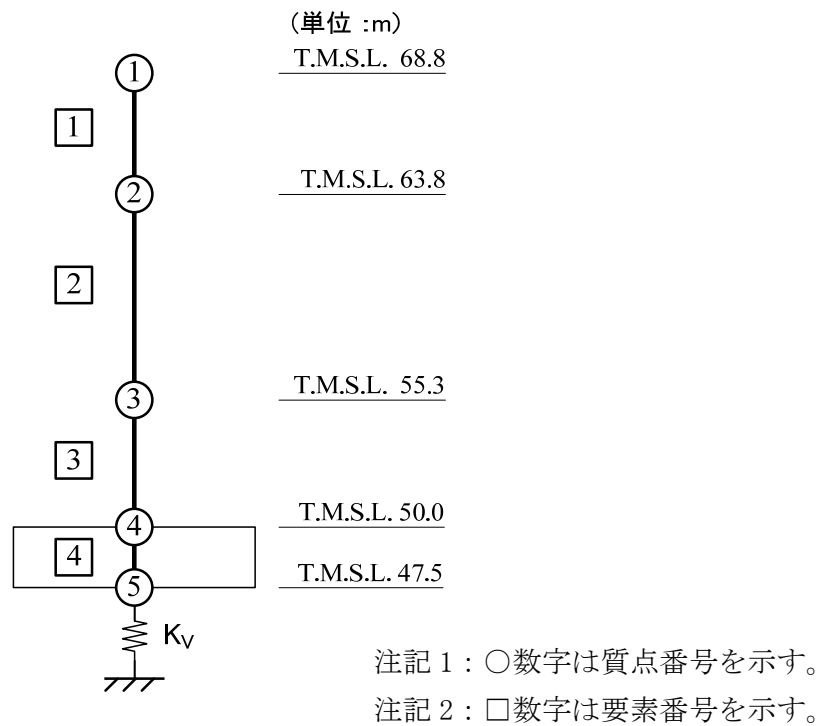 (単位 :m)
① T.M.S.L. 68.8
1
② T.M.S.L. 63.8
2
③ T.M.S.L. 55.3
3
④ T.M.S.L. 50.0
4
⑤ T.M.S.L. 47.5
KV
注記 1：○数字は質点番号を示す。
注記 2：□数字は要素番号を示す。